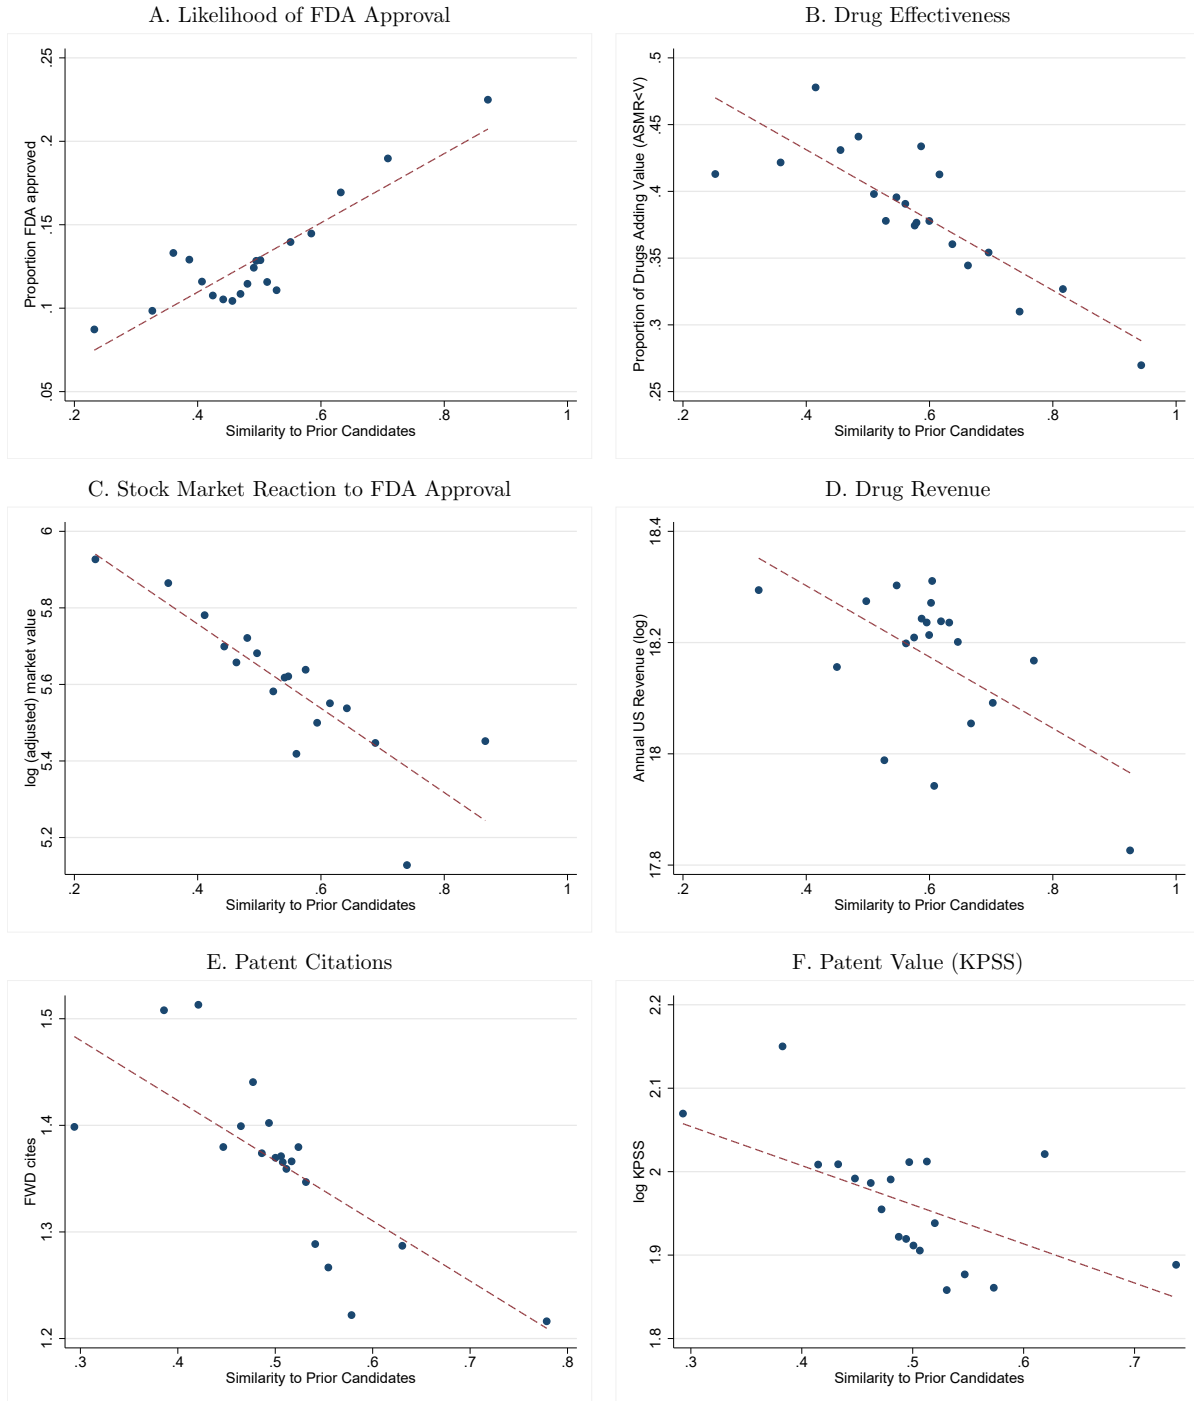 A. Likelihood of FDA Approval
Proportion FDA approved
.25
.2
.15
.1
.05
.2 .4 .6 .8 1
Similarity to Prior Candidates
B. Drug Effectiveness
Proportion of Drugs Adding Value (ASMR<V)
.5
.45
.4
.35
.3
.25
.2 .4 .6 .8 1
Similarity to Prior Candidates
C. Stock Market Reaction to FDA Approval
log (adjusted) market value
6
5.8
5.6
5.4
5.2
.2 .4 .6 .8 1
Similarity to Prior Candidates
D. Drug Revenue
Annual US Revenue (log)
18.4
18.2
18
17.8
.2 .4 .6 .8 1
Similarity to Prior Candidates
E. Patent Citations
FWD cites
1.5
1.4
1.3
1.2
.3 .4 .5 .6 .7 .8
Similarity to Prior Candidates
F. Patent Value (KPSS)
log KPSS
2.2
2.1
2
1.9
1.8
.3 .4 .5 .6 .7
Similarity to Prior Candidates